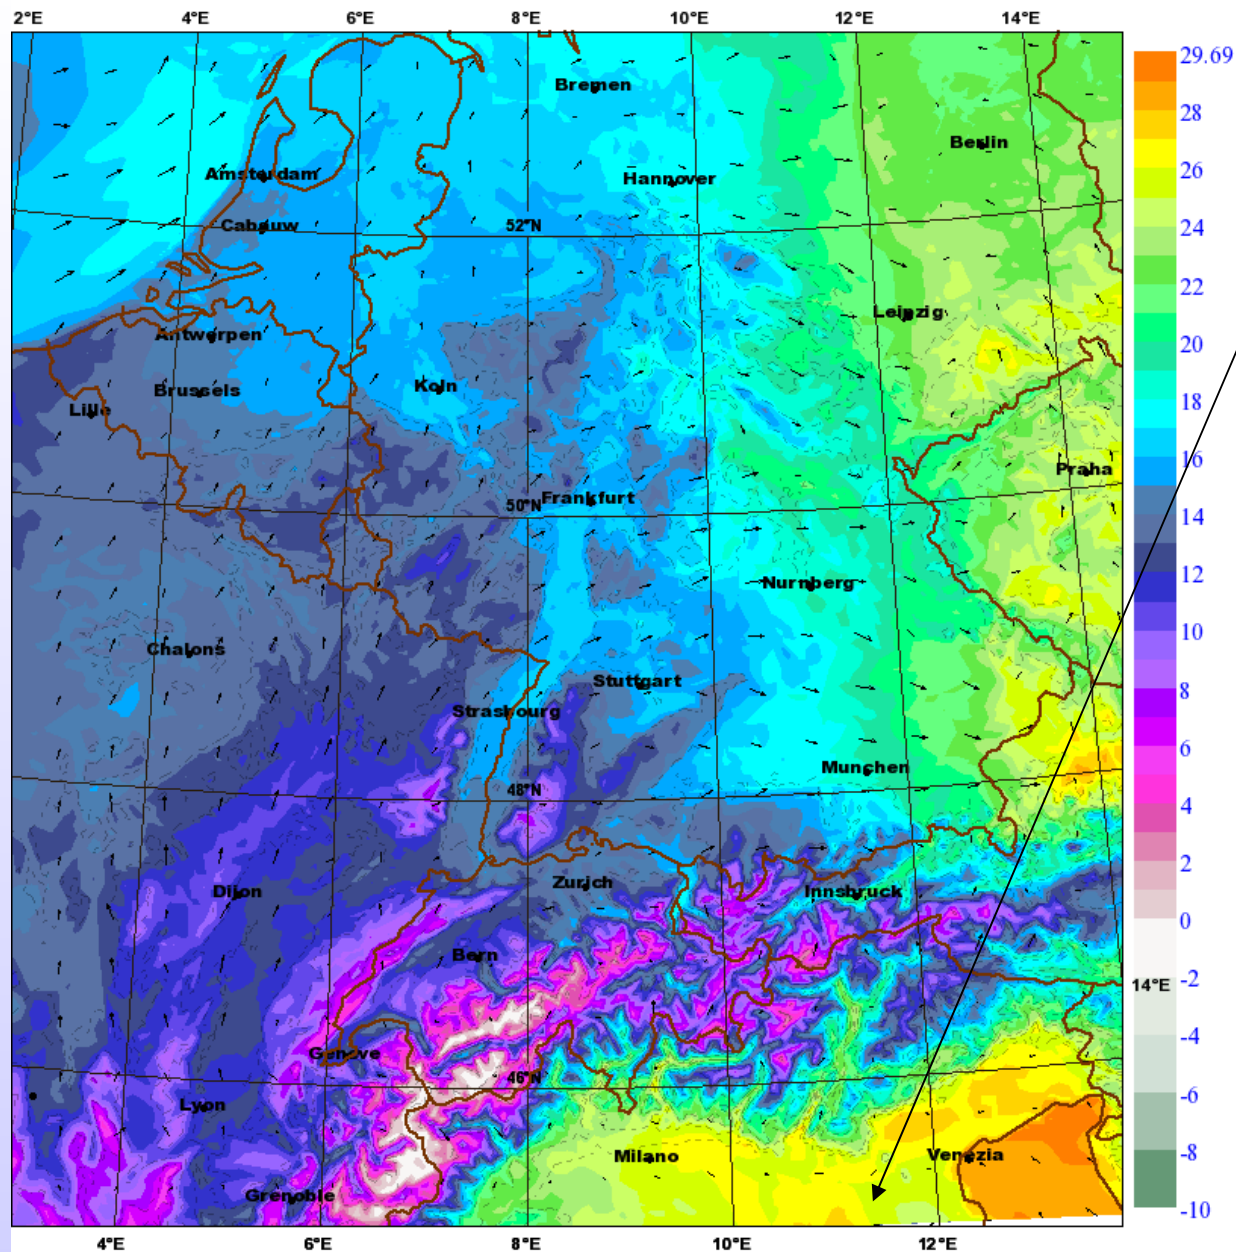 2°E 4°E 6°E 8°E 10°E 12°E 14°E
29.69
Bremen
28
Berlin
26
Amsterdam
Hannover
Cabauw
52°N
24
22
Leipzig
Antwerpen
20
Brussels
Koln
18
Lille
16
Praha
Frankfurt
50°N
14
Nurnberg
12
10
Chalons
Stuttgart
8
Strasbourg
6
Munchen
48°N
4
2
Dijon
Zurich
Innsbruck
0
Bern
-2
14°E
-4
Geneve
46°N
-6
Lyon
-8
Milano
Venezia
Grenoble
-10
4°E 6°E 8°E 10°E 12°E